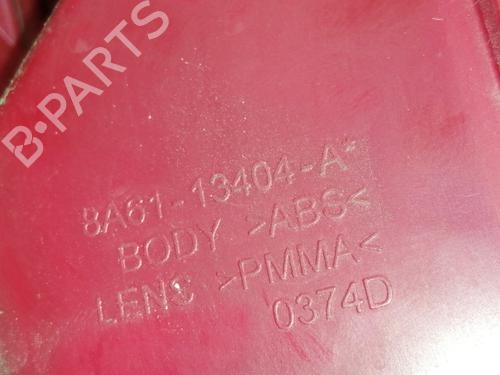 B-PARTS
8A61-13404-A*
BODY >ABS<
LENS >PMMA<
0374D